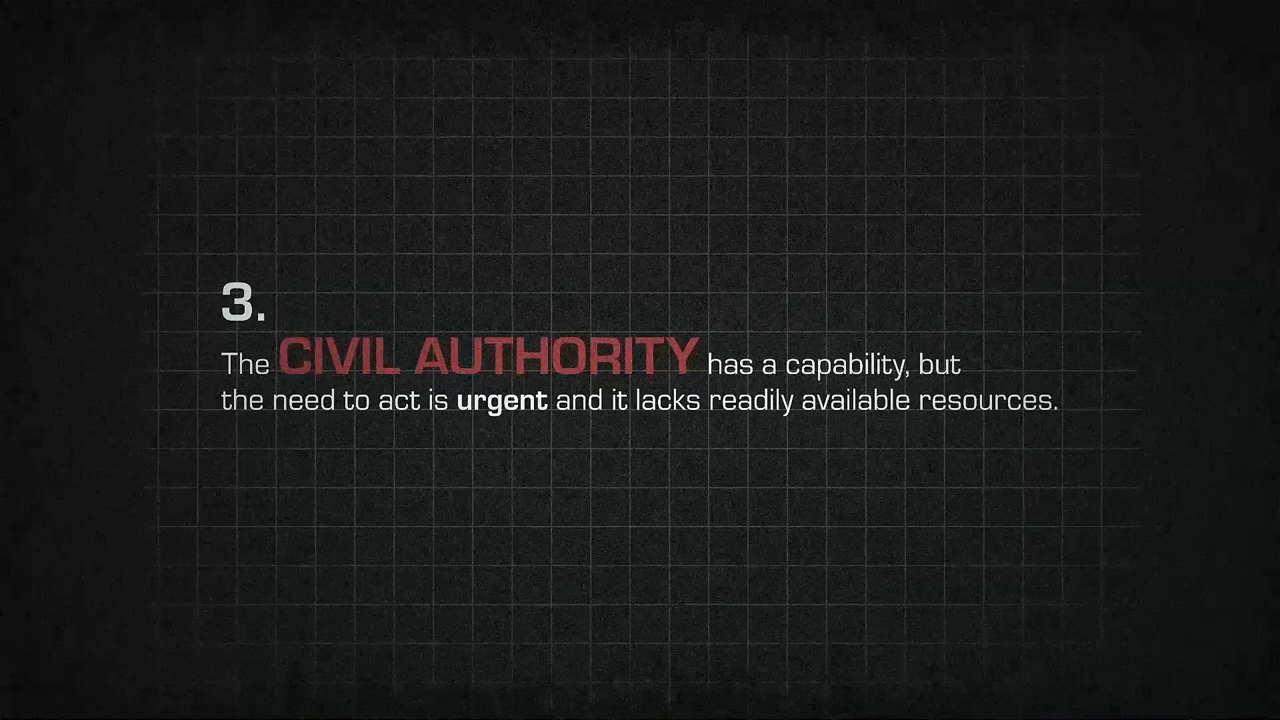 3.
The CIVIL AUTHORITY has a capability, but
the need to act is urgent and it lacks readily available resources.